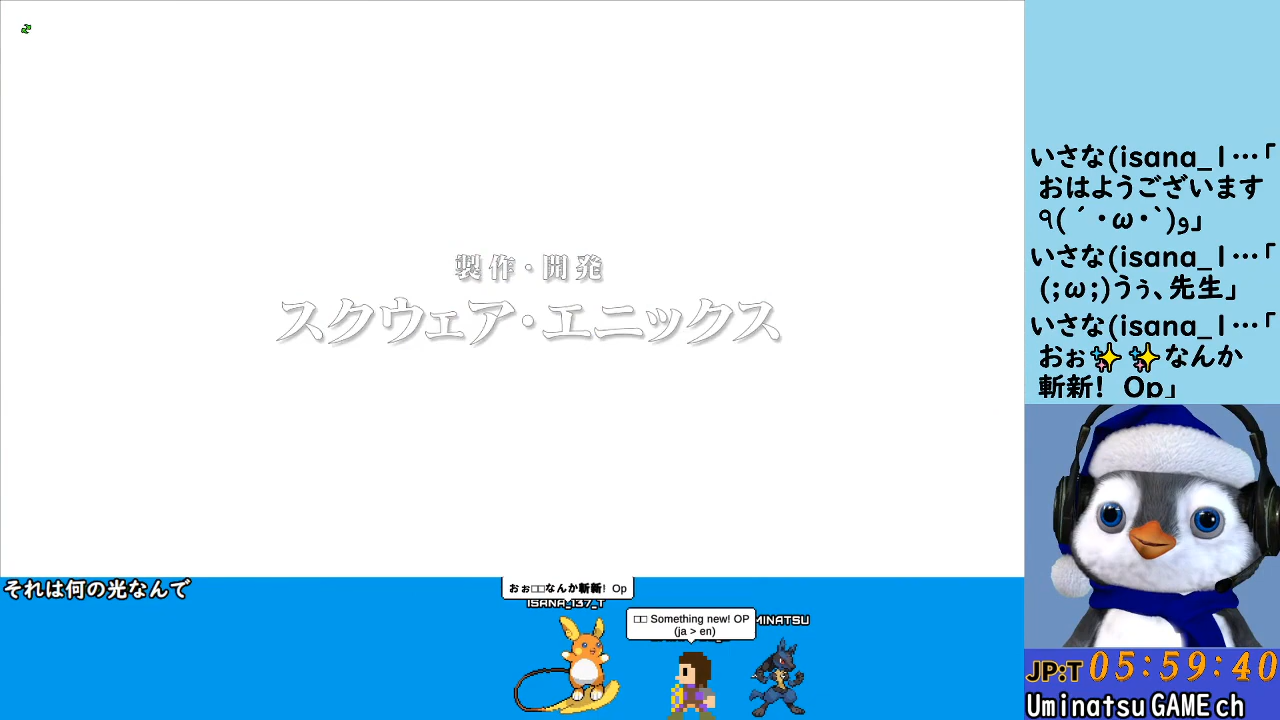 製作・開発
スクウェア・エニックス
いさな(isana_1…「
おはようございます
٩(´・ω・`)و」
いさな(isana_1…「
(;ω;)うぅ、先生」
いさな(isana_1…「
おぉ✨✨なんか
斬新! Op」
それは何の光なんで
おぉ□□なんか斬新! Op
ISANA_137_T
□□ Something new! OP
(ja > en)
MINATSU
JP:T 05:59:40
Uminatsu GAME ch